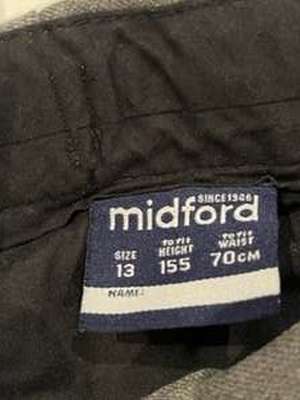 SINCE 1946
midford
SIZE 13
TO FIT HEIGHT 155
TO FIT WAIST 70CM
NAME: